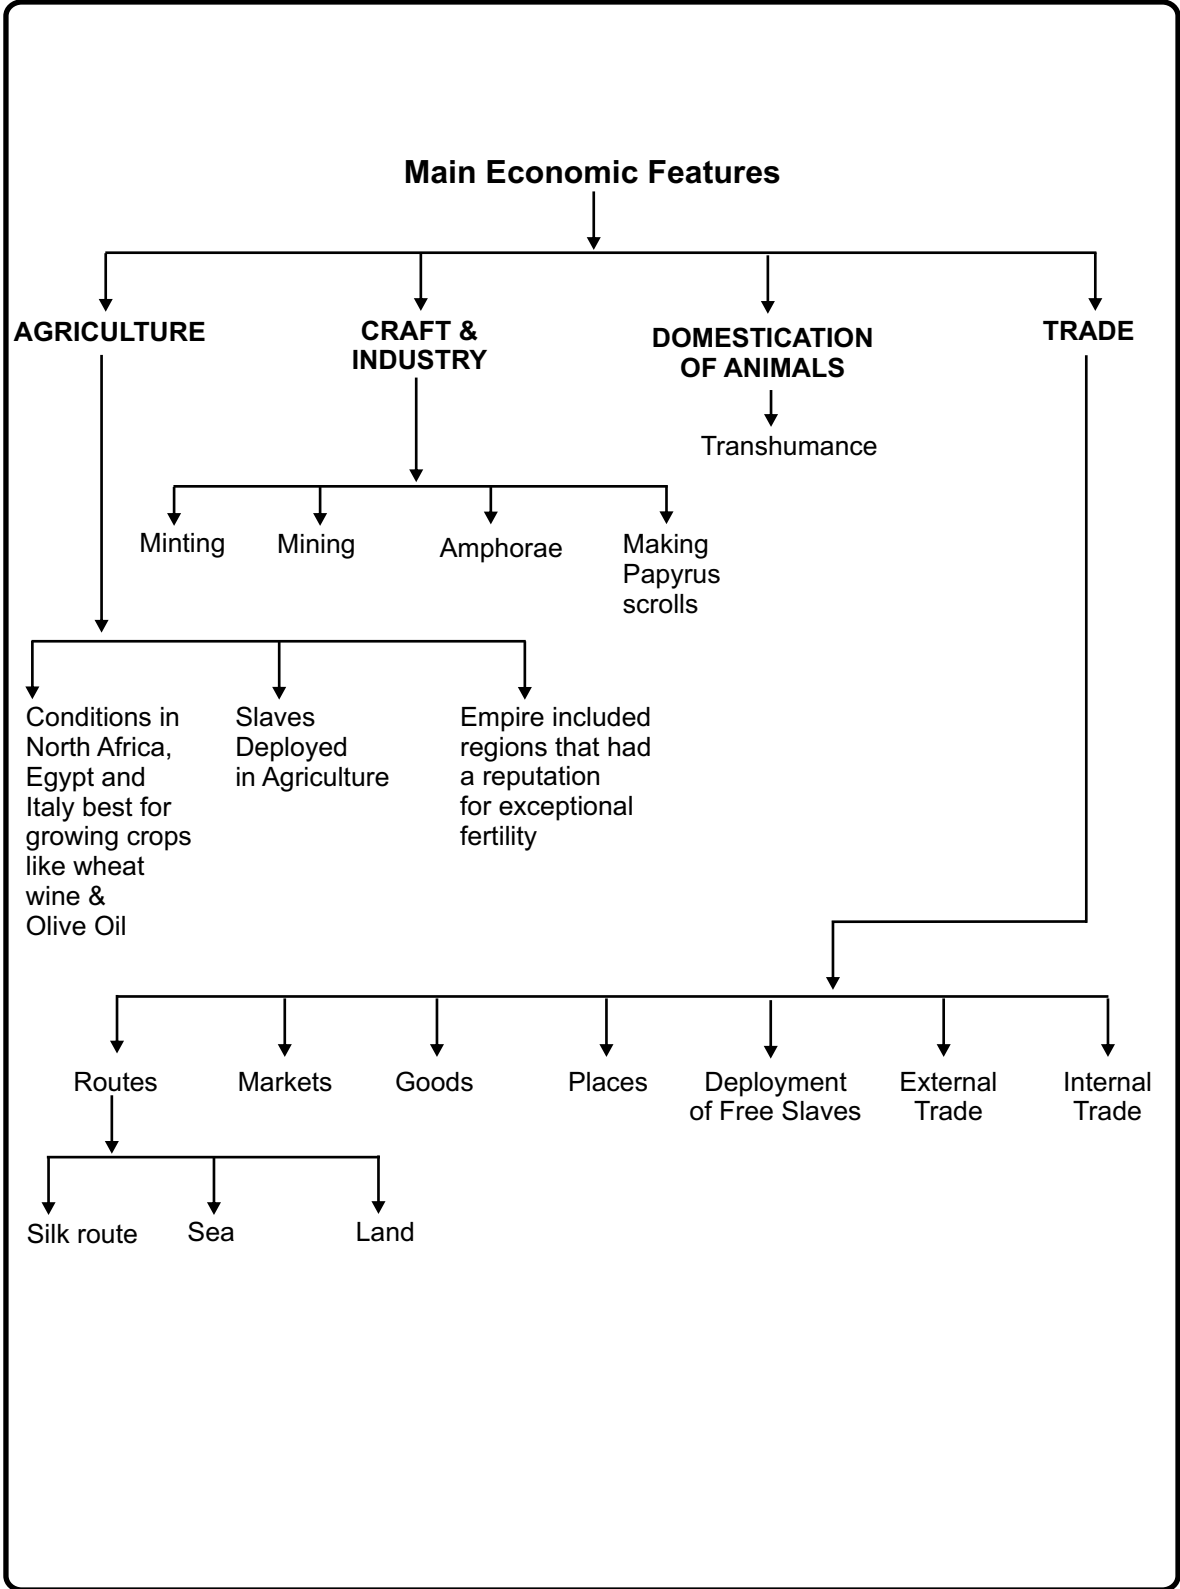 Main Economic Features
AGRICULTURE
CRAFT &
INDUSTRY
DOMESTICATION
OF ANIMALS
TRADE
Transhumance
Minting
Mining
Amphorae
Making
Papyrus
scrolls
Conditions in
North Africa,
Egypt and
Italy best for
growing crops
like wheat
wine &
Olive Oil
Slaves
Deployed
in Agriculture
Empire included
regions that had
a reputation
for exceptional
fertility
Routes
Markets
Goods
Places
Deployment
of Free Slaves
External
Trade
Internal
Trade
Silk route
Sea
Land